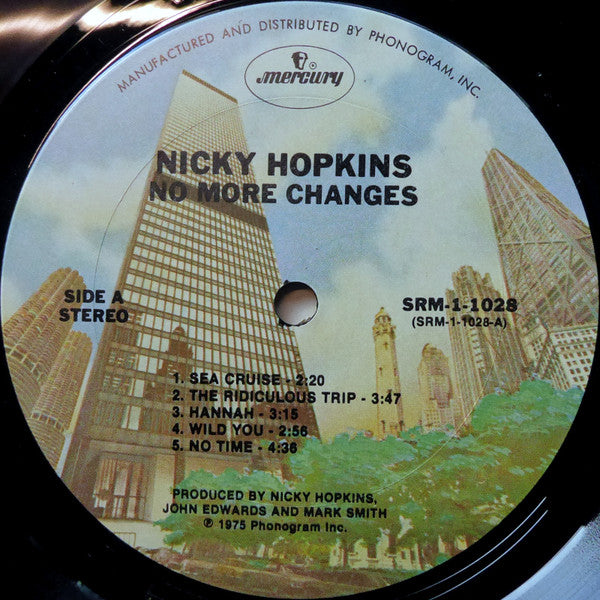 MANUFACTURED AND DISTRIBUTED BY PHONOGRAM, INC.
mercury
NICKY HOPKINS
NO MORE CHANGES
SIDE A
STEREO
SRM-1-1028
(SRM-1-1028-A)
1. SEA CRUISE - 2:20
2. THE RIDICULOUS TRIP - 3:47
3. HANNAH - 3:15
4. WILD YOU - 2:56
5. NO TIME - 4:36
PRODUCED BY NICKY HOPKINS,
JOHN EDWARDS AND MARK SMITH
℗ 1975 Phonogram Inc.